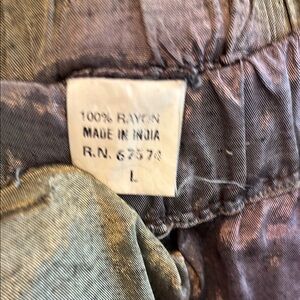 100% RAYON
MADE IN INDIA
R.N. 67574
L